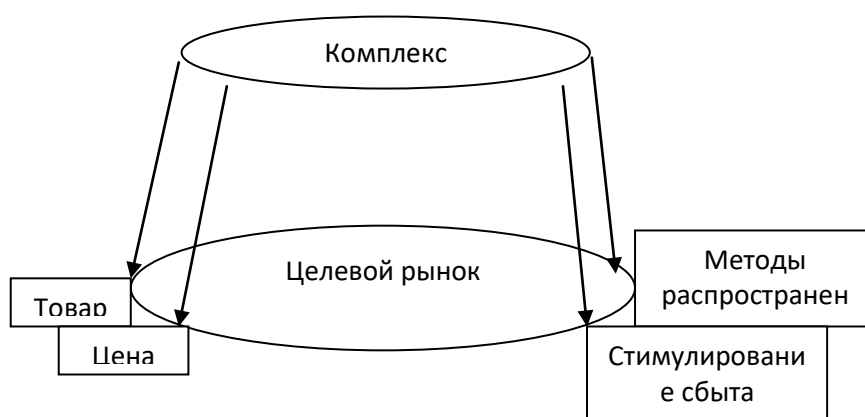 Комплекс
Целевой рынок
Методы
распространен
Товар
Цена
Стимулировани
е сбыта